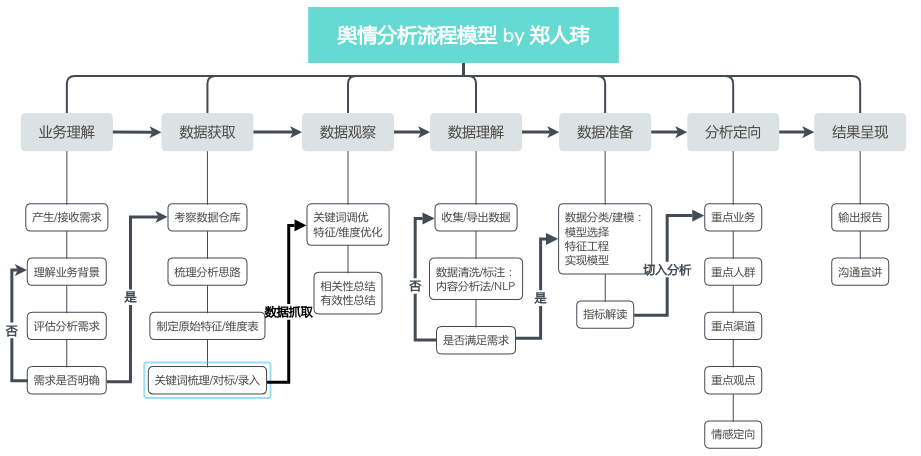 舆情分析流程模型 by 郑人玮
业务理解
数据获取
数据观察
数据理解
数据准备
分析定向
结果呈现
产生/接收需求
理解业务背景
评估分析需求
需求是否明确
否
是
考察数据仓库
梳理分析思路
制定原始特征/维度表
关键词梳理/对标/录入
数据抓取
关键词调优
特征/维度优化
相关性总结
有效性总结
收集/导出数据
数据清洗/标注：
内容分析法/NLP
是否满足需求
否
是
数据分类/建模：
模型选择
特征工程
实现模型
指标解读
切入分析
重点业务
重点人群
重点渠道
重点观点
情感定向
输出报告
沟通宣讲